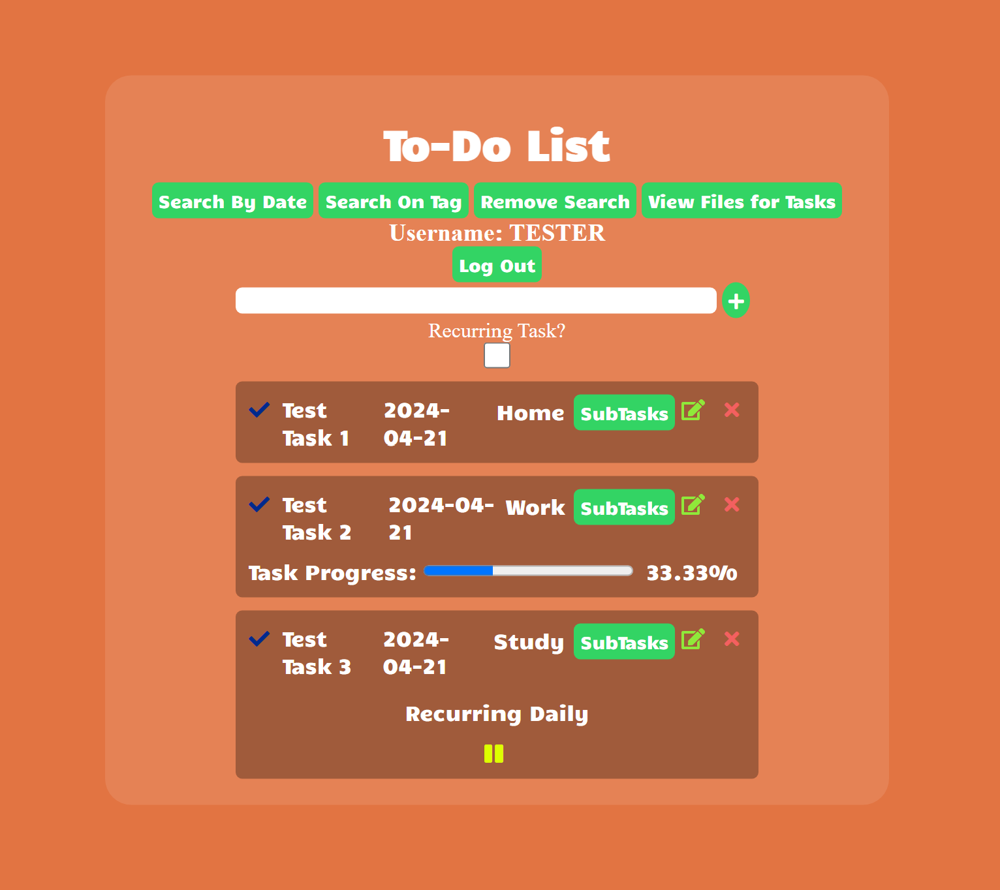 To-Do List
Search By Date Search On Tag Remove Search View Files for Tasks
Username: TESTER
Log Out
+
Recurring Task?
Test 2024- Home SubTasks
Task 1 04-21
Test 2024-04- Work SubTasks
Task 2 21
Task Progress: 33.33%
Test 2024- Study SubTasks
Task 3 04-21
Recurring Daily